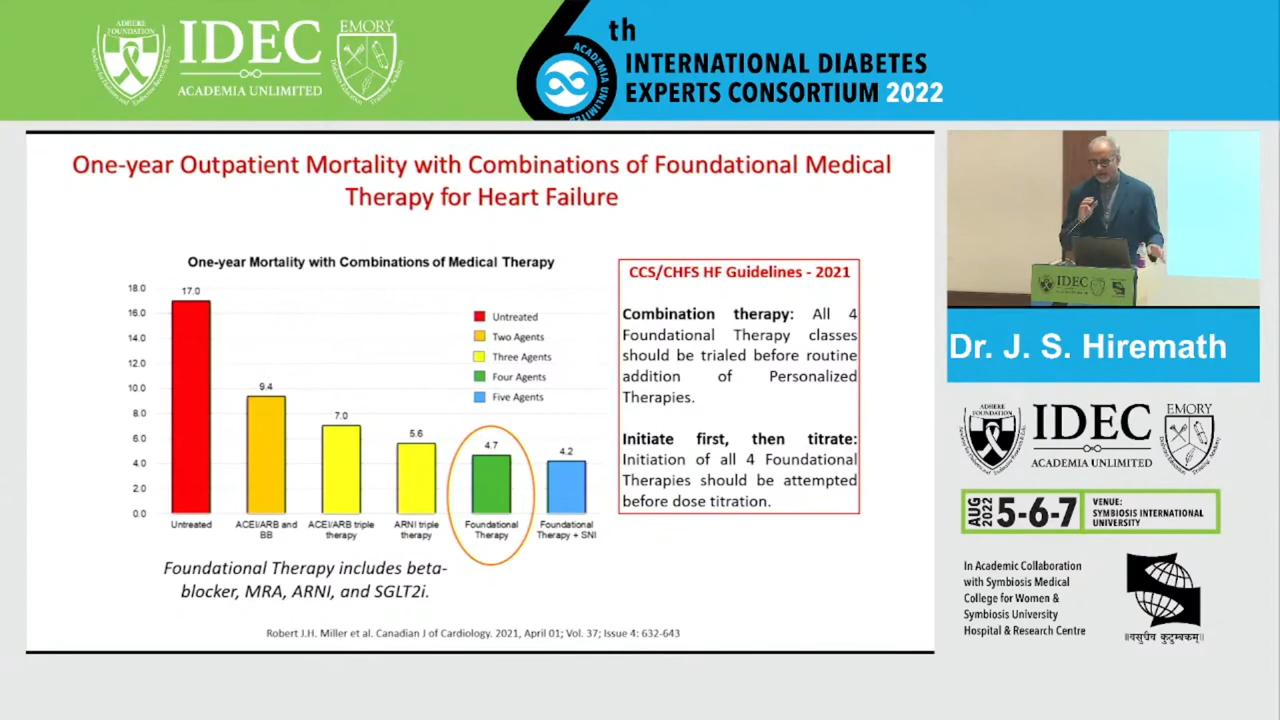 ADHERE
FOUNDATION
IDEC
ACADEMIA UNLIMITED
EMORY
6th
ACADEMIA UNLIMITED
INTERNATIONAL DIABETES
EXPERTS CONSORTIUM 2022
One-year Outpatient Mortality with Combinations of Foundational Medical
Therapy for Heart Failure
One-year Mortality with Combinations of Medical Therapy
18.0
16.0
14.0
12.0
10.0
8.0
6.0
4.0
2.0
0.0
17.0
9.4
7.0
5.6
4.7
4.2
Untreated
Two Agents
Three Agents
Four Agents
Five Agents
Untreated
ACEI/ARB and
BB
ACEI/ARB triple
therapy
ARNI triple
therapy
Foundational
Therapy
Foundational
Therapy + SNI
Foundational Therapy includes beta-
blocker, MRA, ARNI, and SGLT2i.
CCS/CHFS HF Guidelines - 2021
Combination therapy: All 4
Foundational Therapy classes
should be trialed before routine
addition of Personalized
Therapies.
Initiate first, then titrate:
Initiation of all 4 Foundational
Therapies should be attempted
before dose titration.
Robert J.H. Miller et al. Canadian J of Cardiology. 2021, April 01; Vol. 37; Issue 4: 632-643
IDEC
Dr. J. S. Hiremath
ADHERE
FOUNDATION
IDEC
ACADEMIA UNLIMITED
EMORY
AUG
2022
5-6-7
VENUE:
SYMBIOSIS INTERNATIONAL
UNIVERSITY
In Academic Collaboration
with Symbiosis Medical
College for Women &
Symbiosis University
Hospital & Research Centre
॥वसुधैव कुटुम्बकम्॥